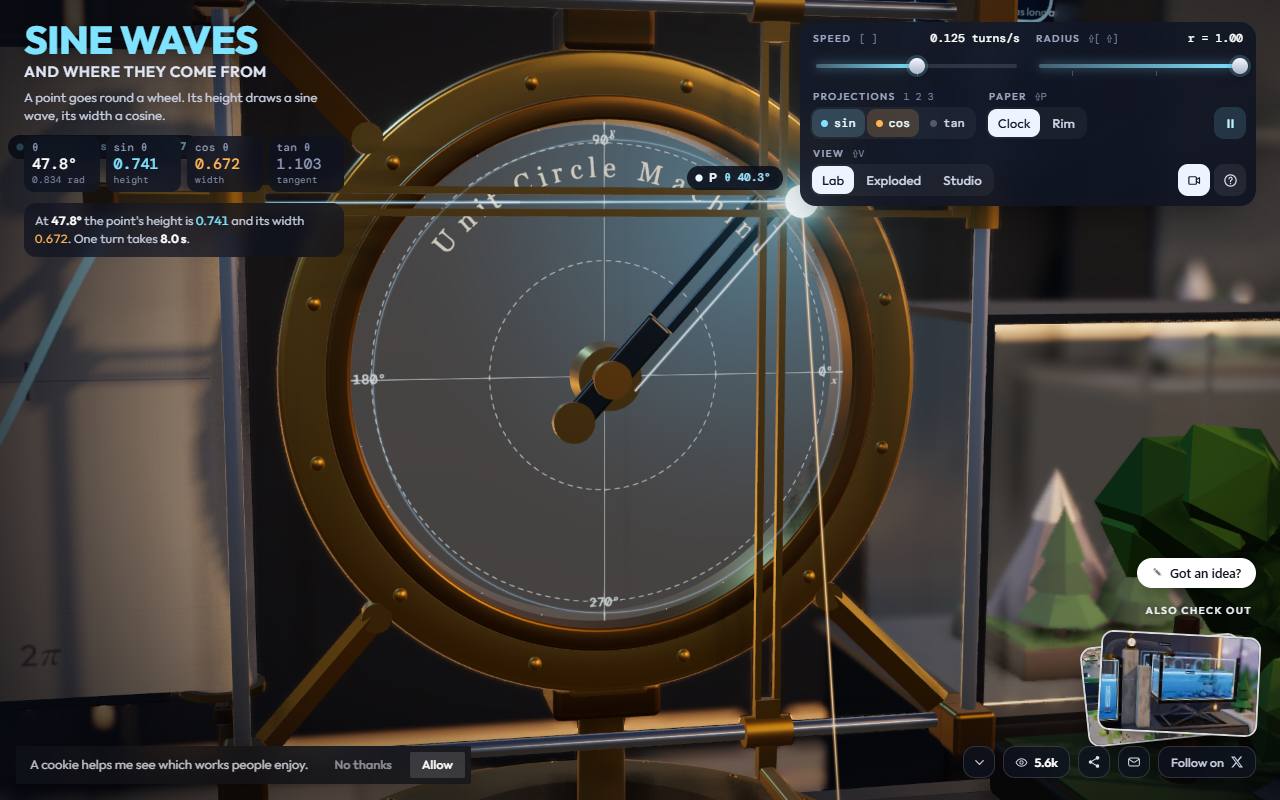 SINE WAVES
AND WHERE THEY COME FROM
A point goes round a wheel. Its height draws a sine
wave, its width a cosine.
θ
47.8°
0.834 rad
sin θ
0.741
height
cos θ
0.672
width
tan θ
1.103
tangent
At 47.8° the point's height is 0.741 and its width
0.672. One turn takes 8.0 s.
SPEED [ ]
0.125 turns/s
RADIUS ⇧[ ⇧]
r = 1.00
PROJECTIONS 1 2 3
sin
cos
tan
PAPER ⇧P
Clock
Rim
VIEW ⇧V
Lab
Exploded
Studio
P θ 40.3°
Unit Circle Machine
90°
y
180°
0°
x
270°
2π
Got an idea?
ALSO CHECK OUT
A cookie helps me see which works people enjoy.
No thanks
Allow
5.6k
Follow on X